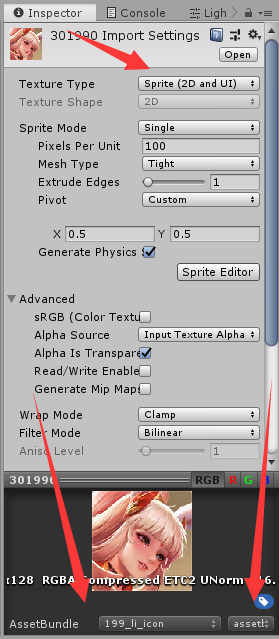 Inspector Console Ligh
301990 Import Settings
Open
Texture Type Sprite (2D and UI)
Texture Shape 2D
Sprite Mode Single
Pixels Per Unit 100
Mesh Type Tight
Extrude Edges 1
Pivot Custom
X 0.5 Y 0.5
Generate Physics S
Sprite Editor
Advanced
sRGB (Color Textu
Alpha Source Input Texture Alpha
Alpha Is Transpare
Read/Write Enable
Generate Mip Maps
Wrap Mode Clamp
Filter Mode Bilinear
Aniso Level 1
301990 RGB R G B
x128 RGBA Compressed ETC2 UNorm 16.
AssetBundle 199_li_icon assetb